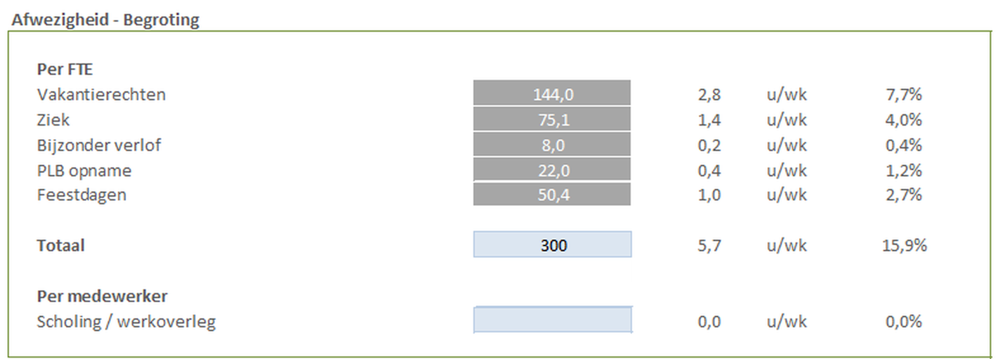 Afwezigheid - Begroting
Per FTE
Vakantierechten 144,0 2,8 u/wk 7,7%
Ziek 75,1 1,4 u/wk 4,0%
Bijzonder verlof 8,0 0,2 u/wk 0,4%
PLB opname 22,0 0,4 u/wk 1,2%
Feestdagen 50,4 1,0 u/wk 2,7%
Totaal 300 5,7 u/wk 15,9%
Per medewerker
Scholing / werkoverleg 0,0 u/wk 0,0%